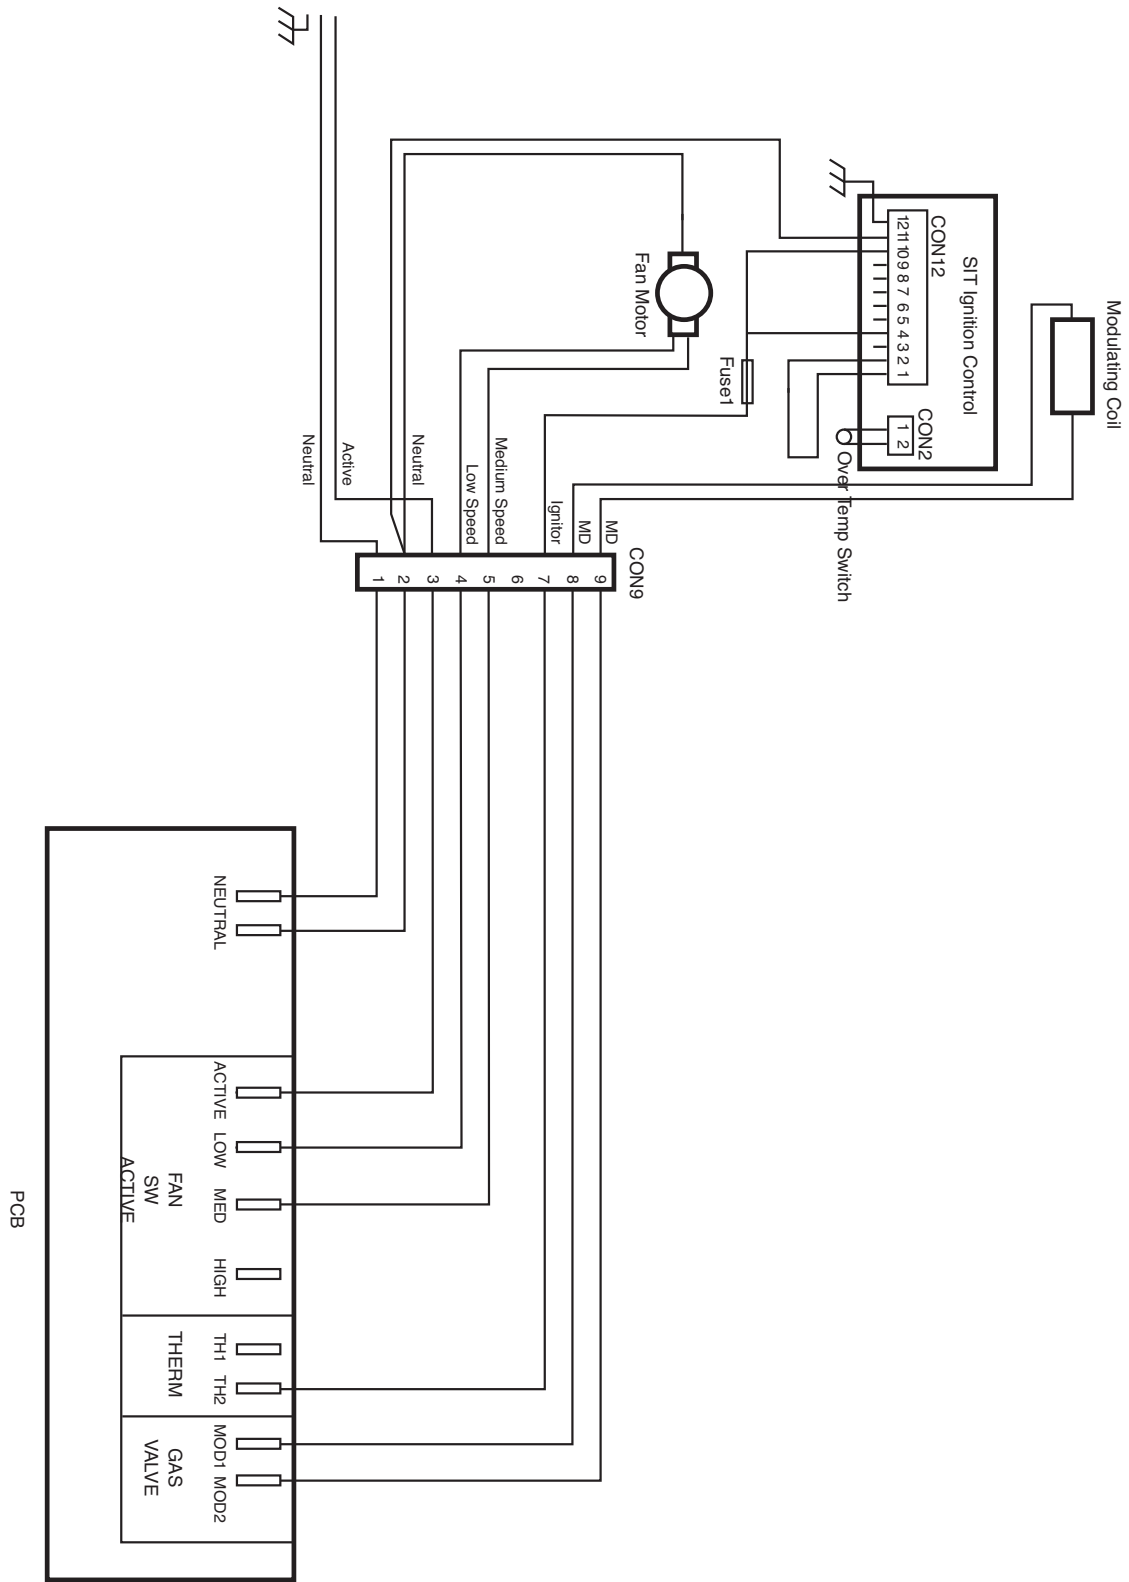 Modulating Coil
SIT Ignition Control
CON12
12 11 10 9 8 7 6 5 4 3 2 1
CON2
1 2
Over Temp Switch
Fuse1
Fan Motor
CON9
MD
MD
Ignitor
Medium Speed
Low Speed
Neutral
Active
Neutral
1 2 3 4 5 6 7 8 9
NEUTRAL
ACTIVE
LOW
MED
HIGH
FAN
SW
ACTIVE
TH1
TH2
THERM
MOD1
MOD2
GAS
VALVE
PCB